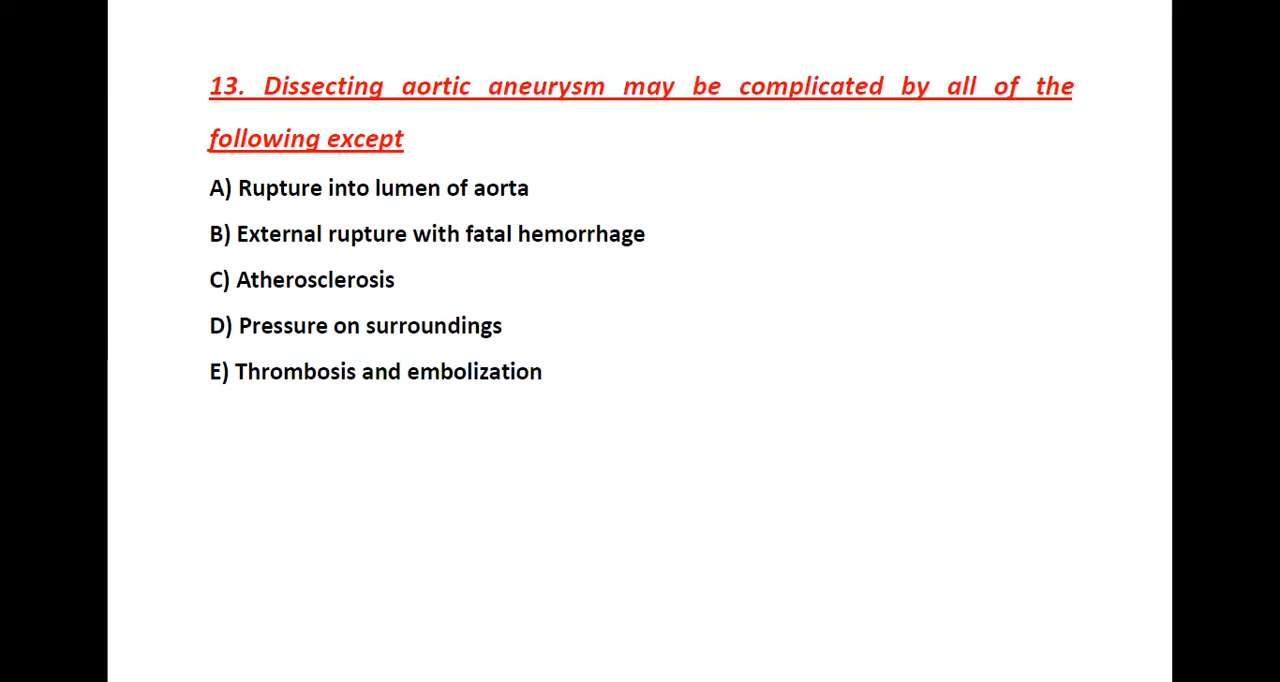 13. Dissecting aortic aneurysm may be complicated by all of the
following except
A) Rupture into lumen of aorta
B) External rupture with fatal hemorrhage
C) Atherosclerosis
D) Pressure on surroundings
E) Thrombosis and embolization